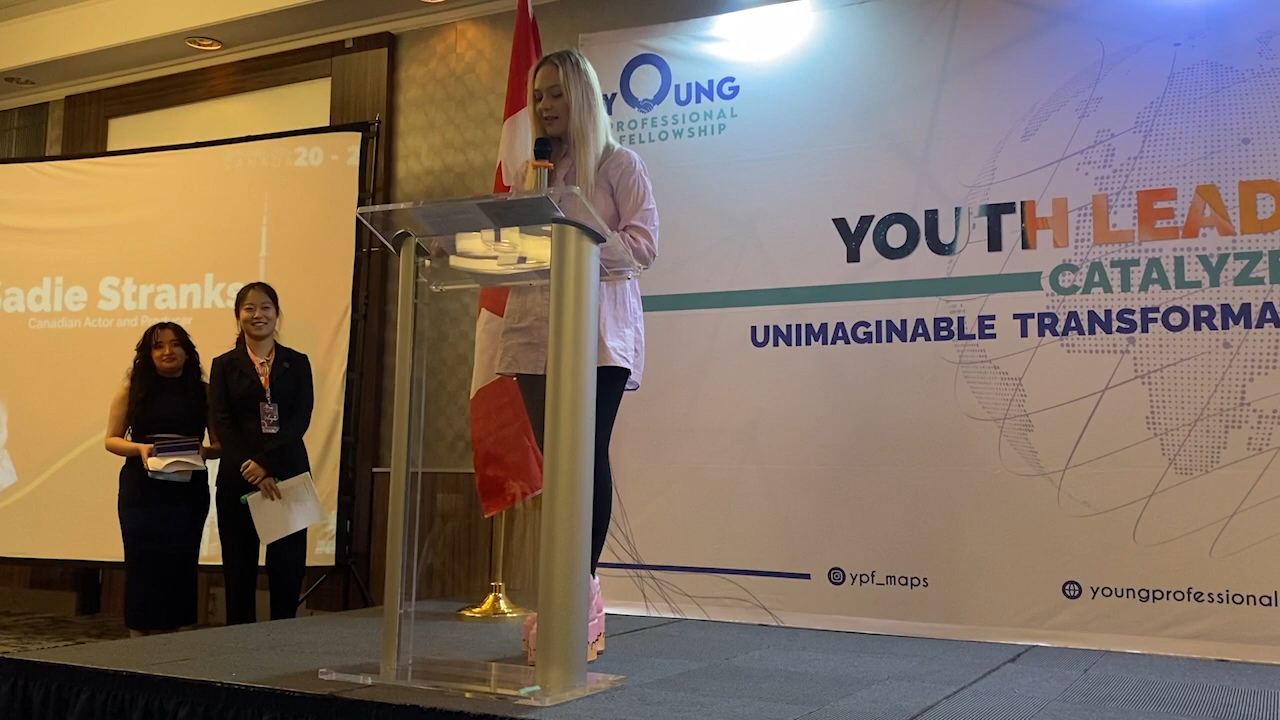 20 - 2
Sadie Stranks
Canadian Actor and Producer
YOUNG
PROFESSIONAL
FELLOWSHIP
YOUTH LEAD
CATALYZE
UNIMAGINABLE TRANSFORMA
ypf_maps
youngprofessional